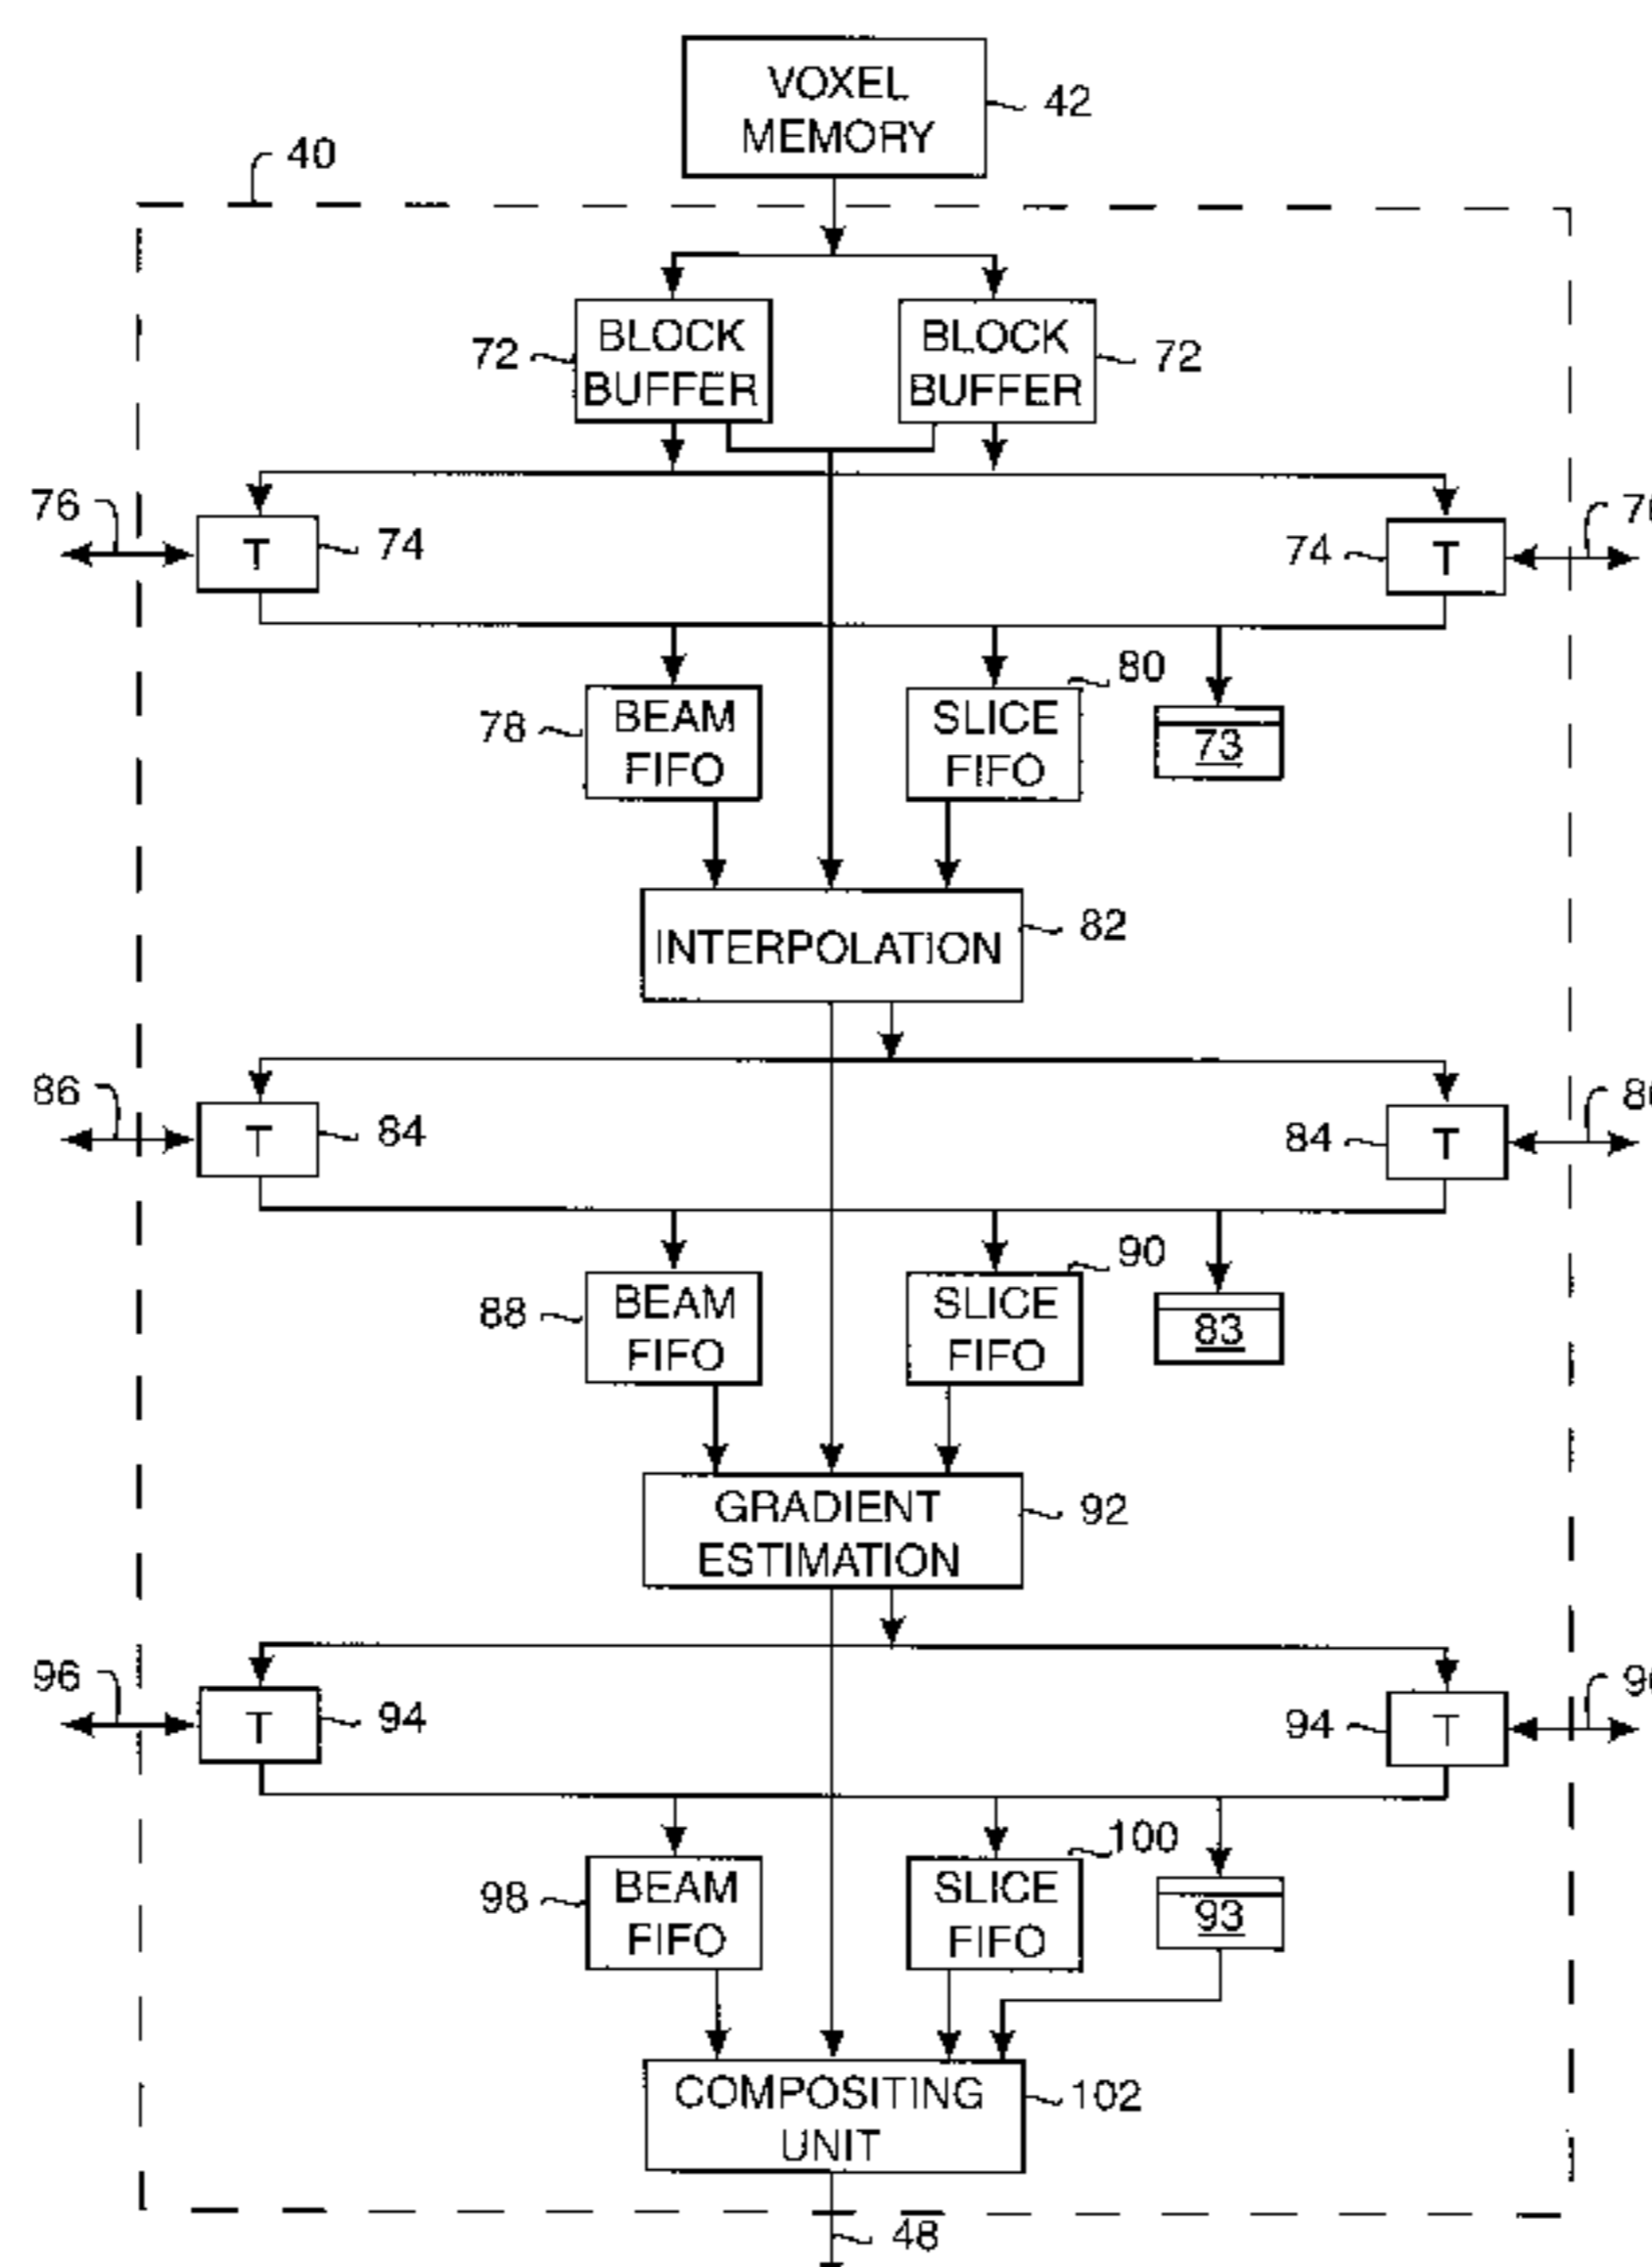 VOXEL
MEMORY
42
40
BLOCK
BUFFER
72
BLOCK
BUFFER
72
76
T
74
74
T
78
BEAM
FIFO
80
SLICE
FIFO
73
INTERPOLATION
82
86
T
84
84
T
88
BEAM
FIFO
90
SLICE
FIFO
83
GRADIENT
ESTIMATION
92
96
T
94
94
T
98
BEAM
FIFO
100
SLICE
FIFO
93
COMPOSITING
UNIT
102
48